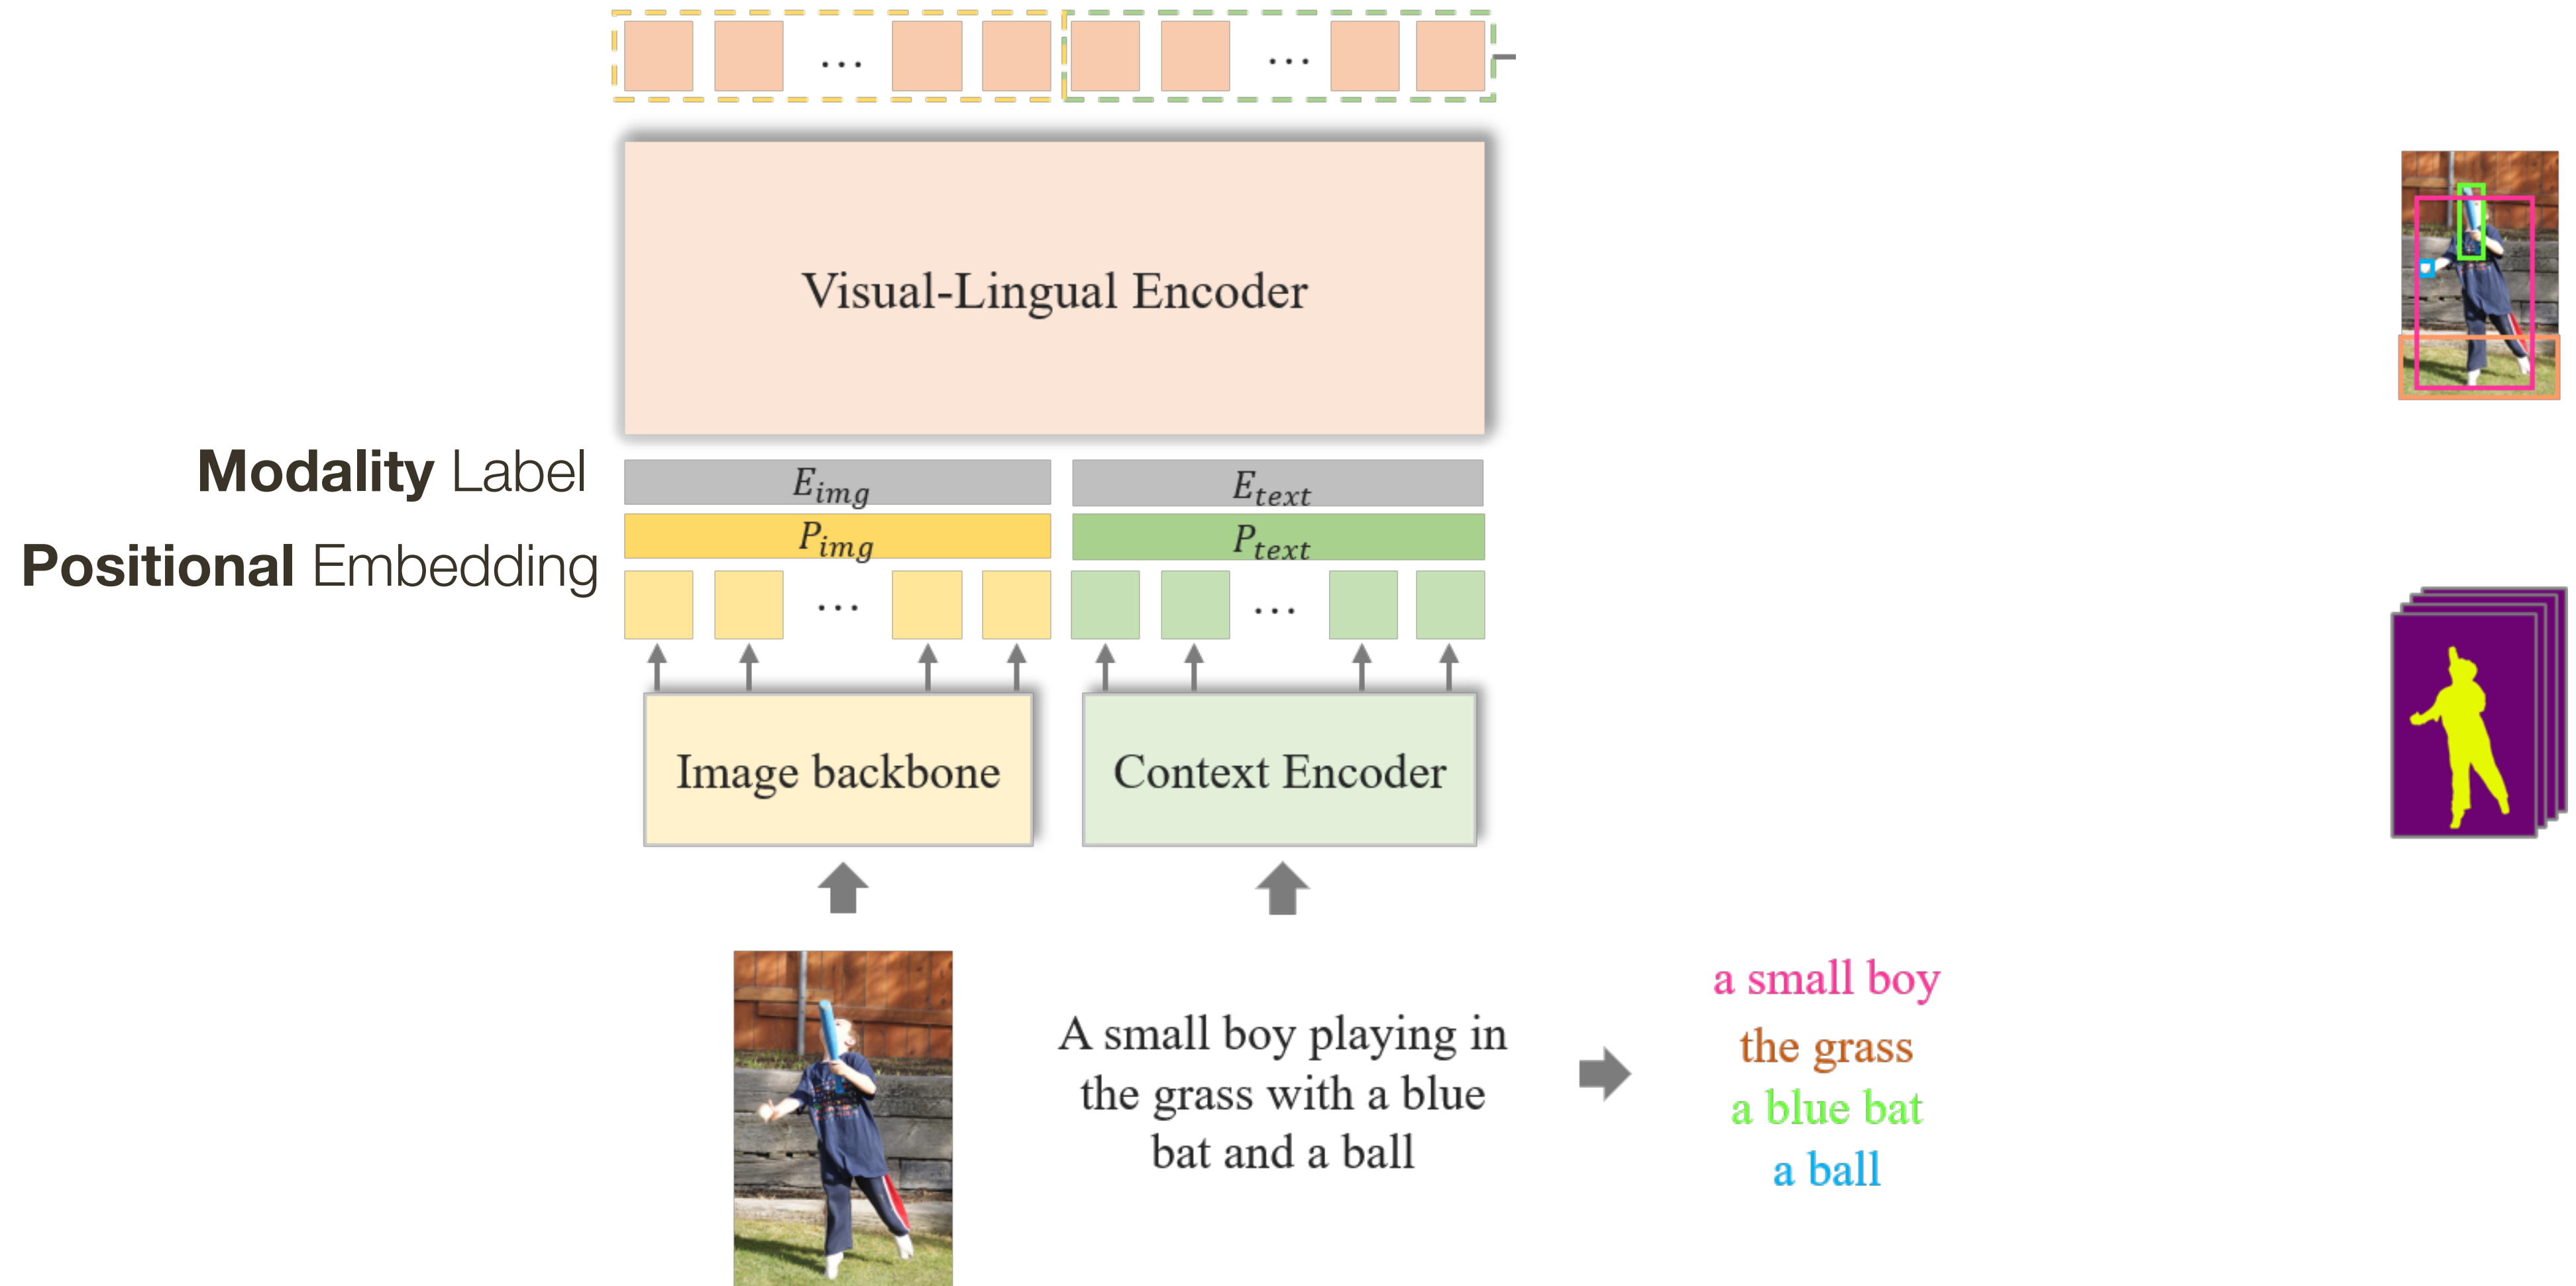 Visual-Lingual Encoder
Modality Label
E_img
E_text
Positional Embedding
P_img
P_text
...
...
...
...
Image backbone
Context Encoder
A small boy playing in
the grass with a blue
bat and a ball
a small boy
the grass
a blue bat
a ball